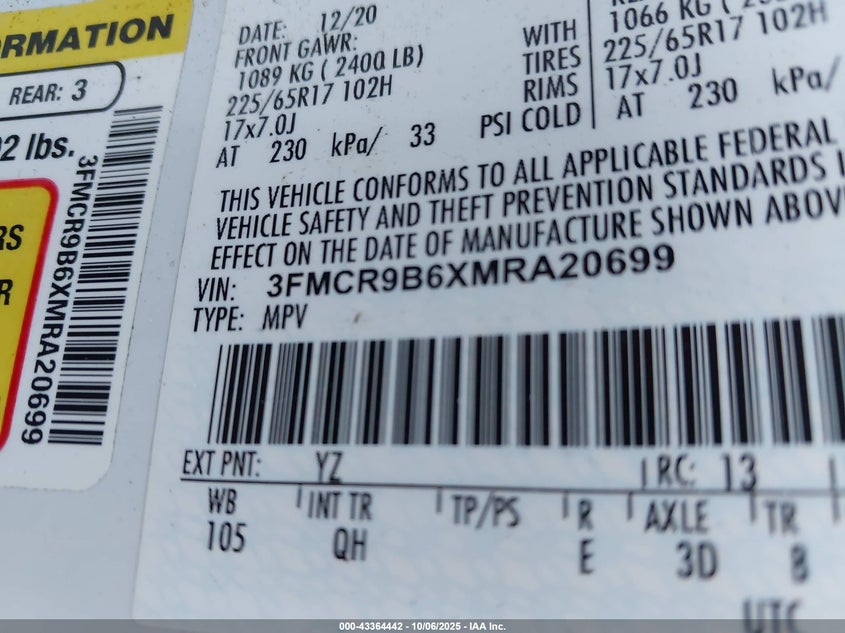 ORMATION
REAR: 3
2 lbs.
3FMCR9B6XMRA20699
RS
R
DATE: 12/20
FRONT GAWR:
1089 KG ( 2400 LB)
225/65R17 102H
17x7.0J
AT 230 kPa/ 33 PSI COLD
WITH
TIRES
RIMS
1066 KG
225/65R17 102H
17x7.0J
AT 230 kPa/
THIS VEHICLE CONFORMS TO ALL APPLICABLE FEDERAL
VEHICLE SAFETY AND THEFT PREVENTION STANDARDS I
EFFECT ON THE DATE OF MANUFACTURE SHOWN ABOV
VIN: 3FMCR9B6XMRA20699
TYPE: MPV
EXT PNT: YZ RC: 13
WB INT TR TP/PS R AXLE TR
105 QH E 3D 8
UTC
000-43364442 - 10/06/2025 - IAA Inc.